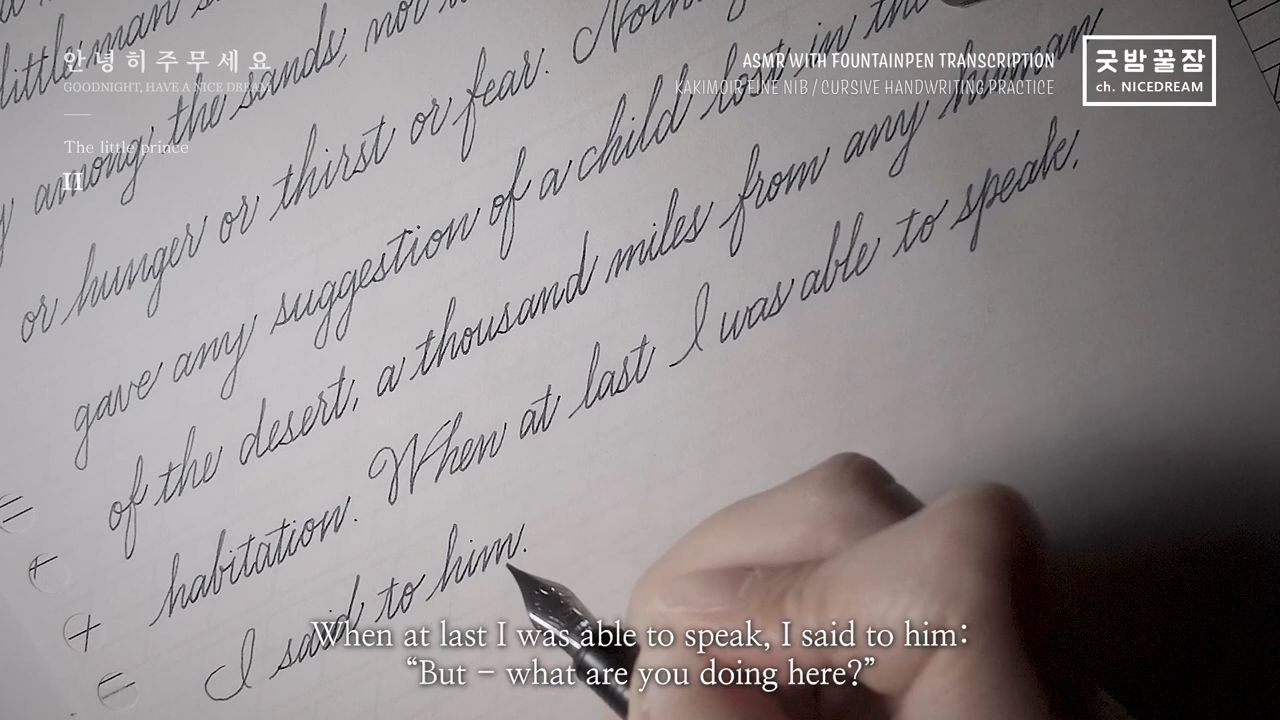 안녕히주무세요
GOODNIGHT, HAVE A NICE DREAM
The little prince
II
ASMR WITH FOUNTAINPEN TRANSCRIPTION
KAKIMOIR FINE NIB / CURSIVE HANDWRITING PRACTICE
굿밤꿀잠
ch. NICEDREAM
little man
among the sands, nor
or hunger or thirst or fear.
gave any suggestion of a child lost in the
of the desert, a thousand miles from any human
habitation. When at last I was able to speak,
I said to him.
When at last I was able to speak, I said to him:
“But – what are you doing here?”